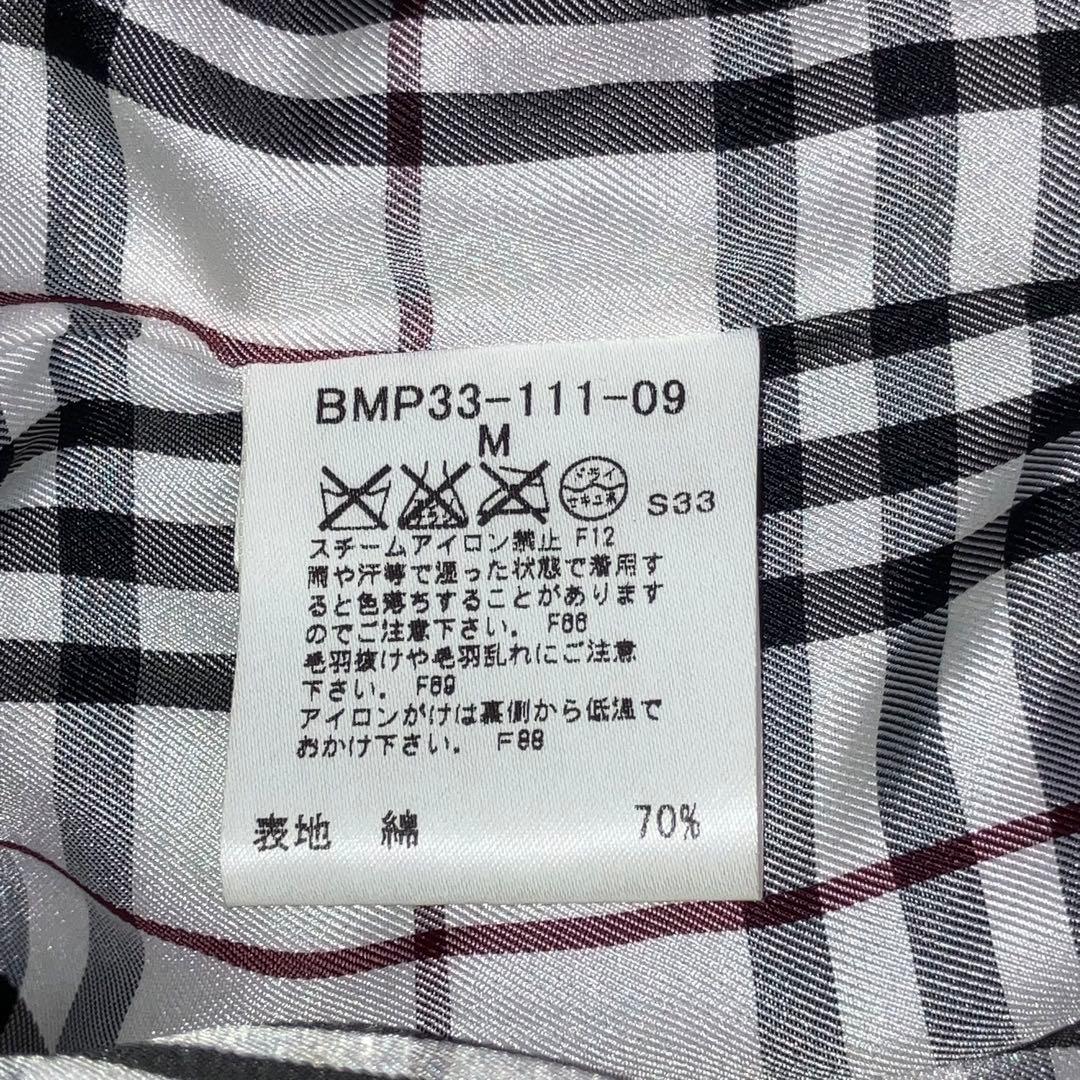 BMP33-111-09
M
エンソ
ドライ
セキユ系
S33
スチームアイロン禁止 F12
雨や汗等で湿った状態で着用す
ると色落ちすることがあります
のでご注意下さい。 F66
毛羽抜けや毛羽乱れにご注意
下さい。 F69
アイロンがけは裏側から低温で
おかけ下さい。 F88
表地 綿 70%